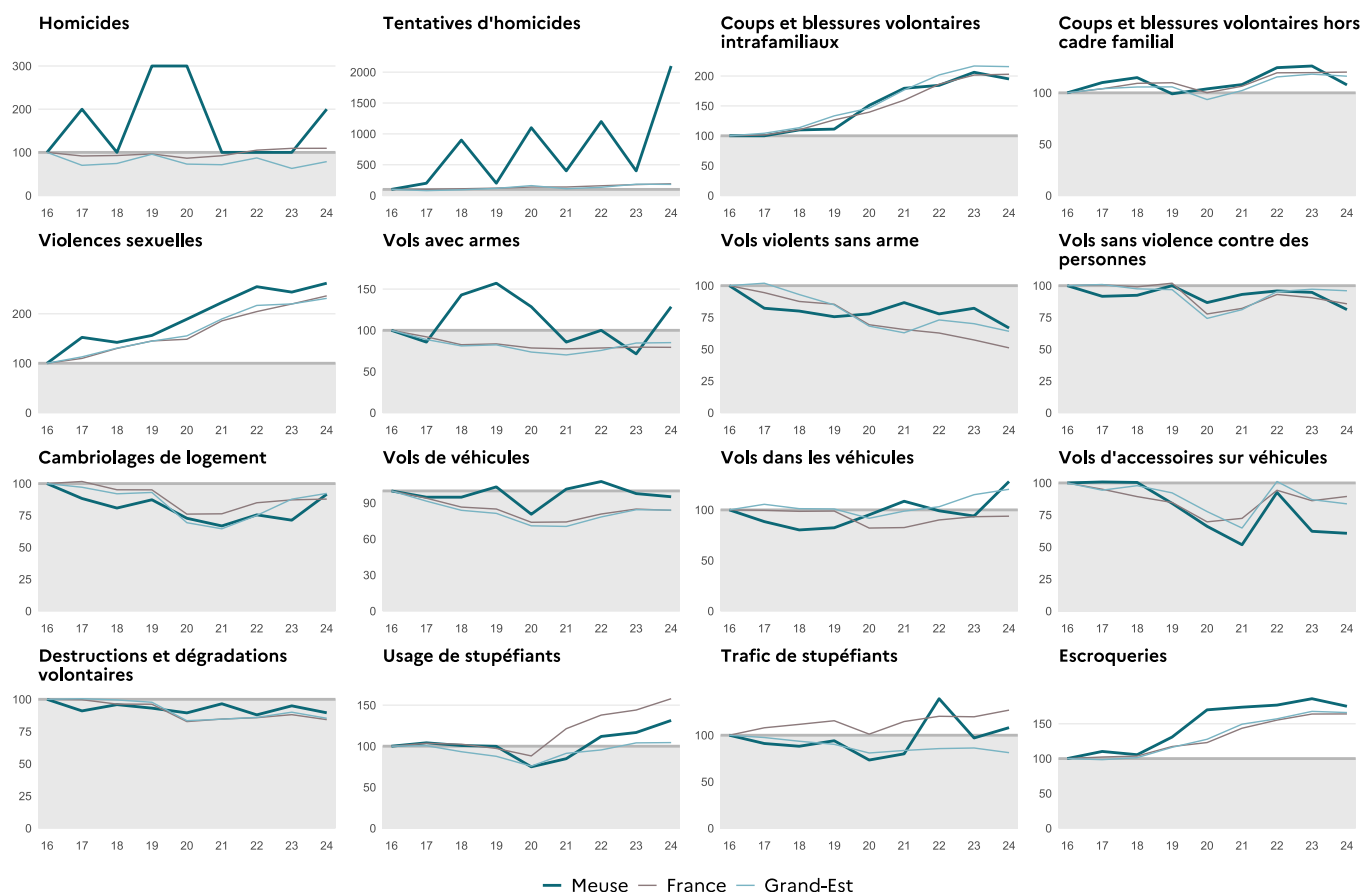 Homicides
300
200
100
0
16 17 18 19 20 21 22 23 24
Tentatives d'homicides
2000
1500
1000
500
0
16 17 18 19 20 21 22 23 24
Coups et blessures volontaires
intrafamiliaux
200
150
100
50
0
16 17 18 19 20 21 22 23 24
Coups et blessures volontaires hors
cadre familial
100
50
0
16 17 18 19 20 21 22 23 24
Violences sexuelles
200
100
0
16 17 18 19 20 21 22 23 24
Vols avec armes
150
100
50
0
16 17 18 19 20 21 22 23 24
Vols violents sans arme
100
75
50
25
0
16 17 18 19 20 21 22 23 24
Vols sans violence contre des
personnes
100
75
50
25
0
16 17 18 19 20 21 22 23 24
Cambriolages de logement
100
75
50
25
0
16 17 18 19 20 21 22 23 24
Vols de véhicules
90
60
30
0
16 17 18 19 20 21 22 23 24
Vols dans les véhicules
100
50
0
16 17 18 19 20 21 22 23 24
Vols d'accessoires sur véhicules
100
75
50
25
0
16 17 18 19 20 21 22 23 24
Destructions et dégradations
volontaires
100
75
50
25
0
16 17 18 19 20 21 22 23 24
Usage de stupéfiants
150
100
50
0
16 17 18 19 20 21 22 23 24
Trafic de stupéfiants
100
50
0
16 17 18 19 20 21 22 23 24
Escroqueries
150
100
50
0
16 17 18 19 20 21 22 23 24
Meuse France Grand-Est